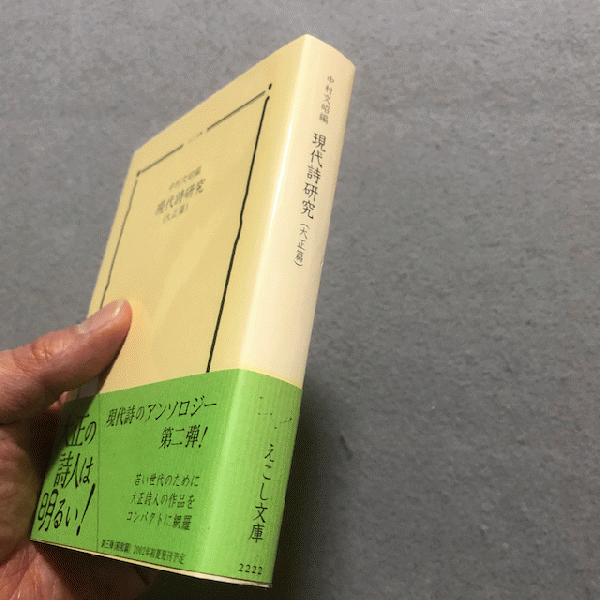 中村文昭編
現代詩研究
(大正篇)
中村文昭編
現代詩研究
(大正篇)
現代詩のアンソロジー
第二弾!
若い世代のために
大正詩人の作品を
コンパクトに網羅
大正の
詩人は
明るい!
えこし文庫
2222